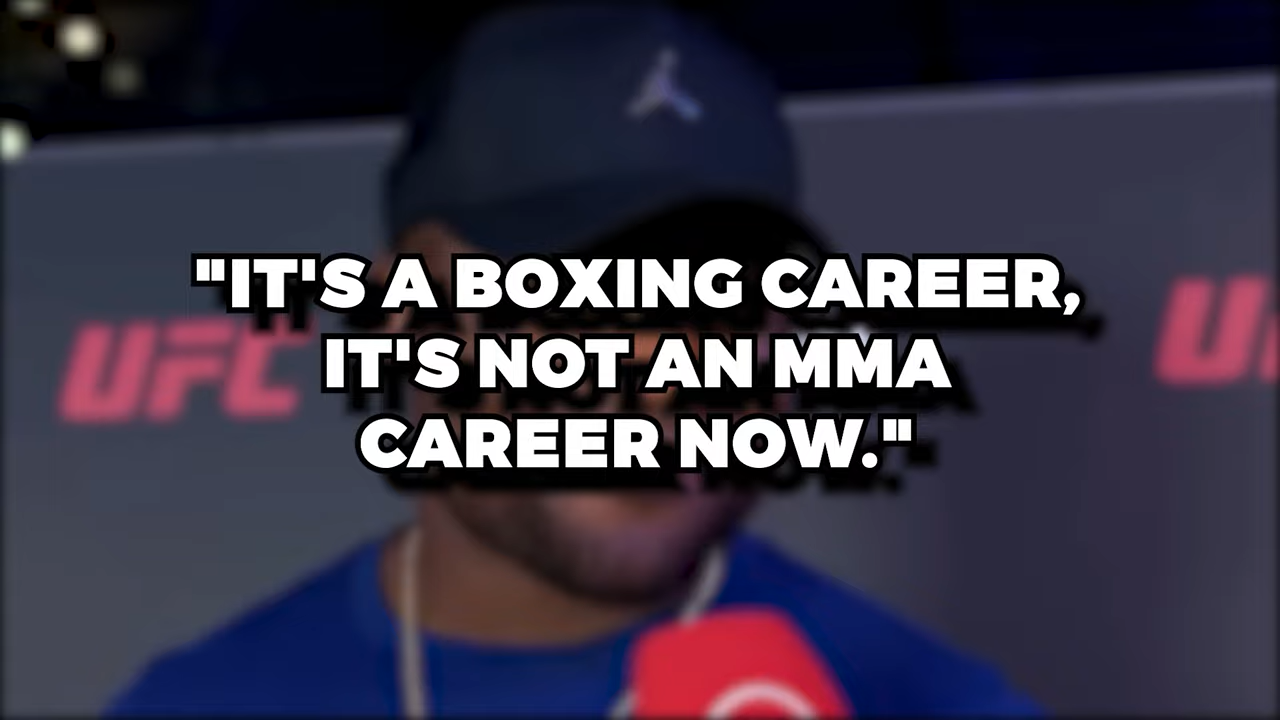 "IT'S A BOXING CAREER,
IT'S NOT AN MMA
CAREER NOW."
UFC